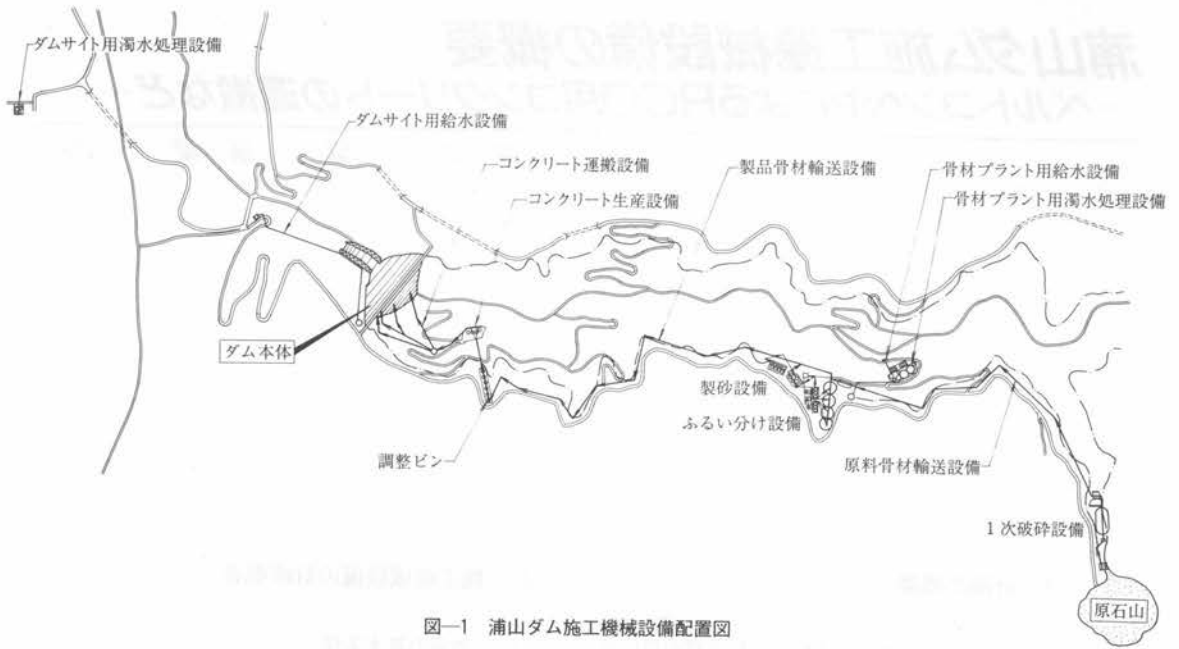 ダムサイト用濁水処理設備
ダムサイト用給水設備
コンクリート運搬設備
コンクリート生産設備
製品骨材輸送設備
骨材プラント用給水設備
骨材プラント用濁水処理設備
ダム本体
製砂設備
ふるい分け設備
調整ビン
原料骨材輸送設備
1次破砕設備
原石山
図―1 浦山ダム施工機械設備配置図